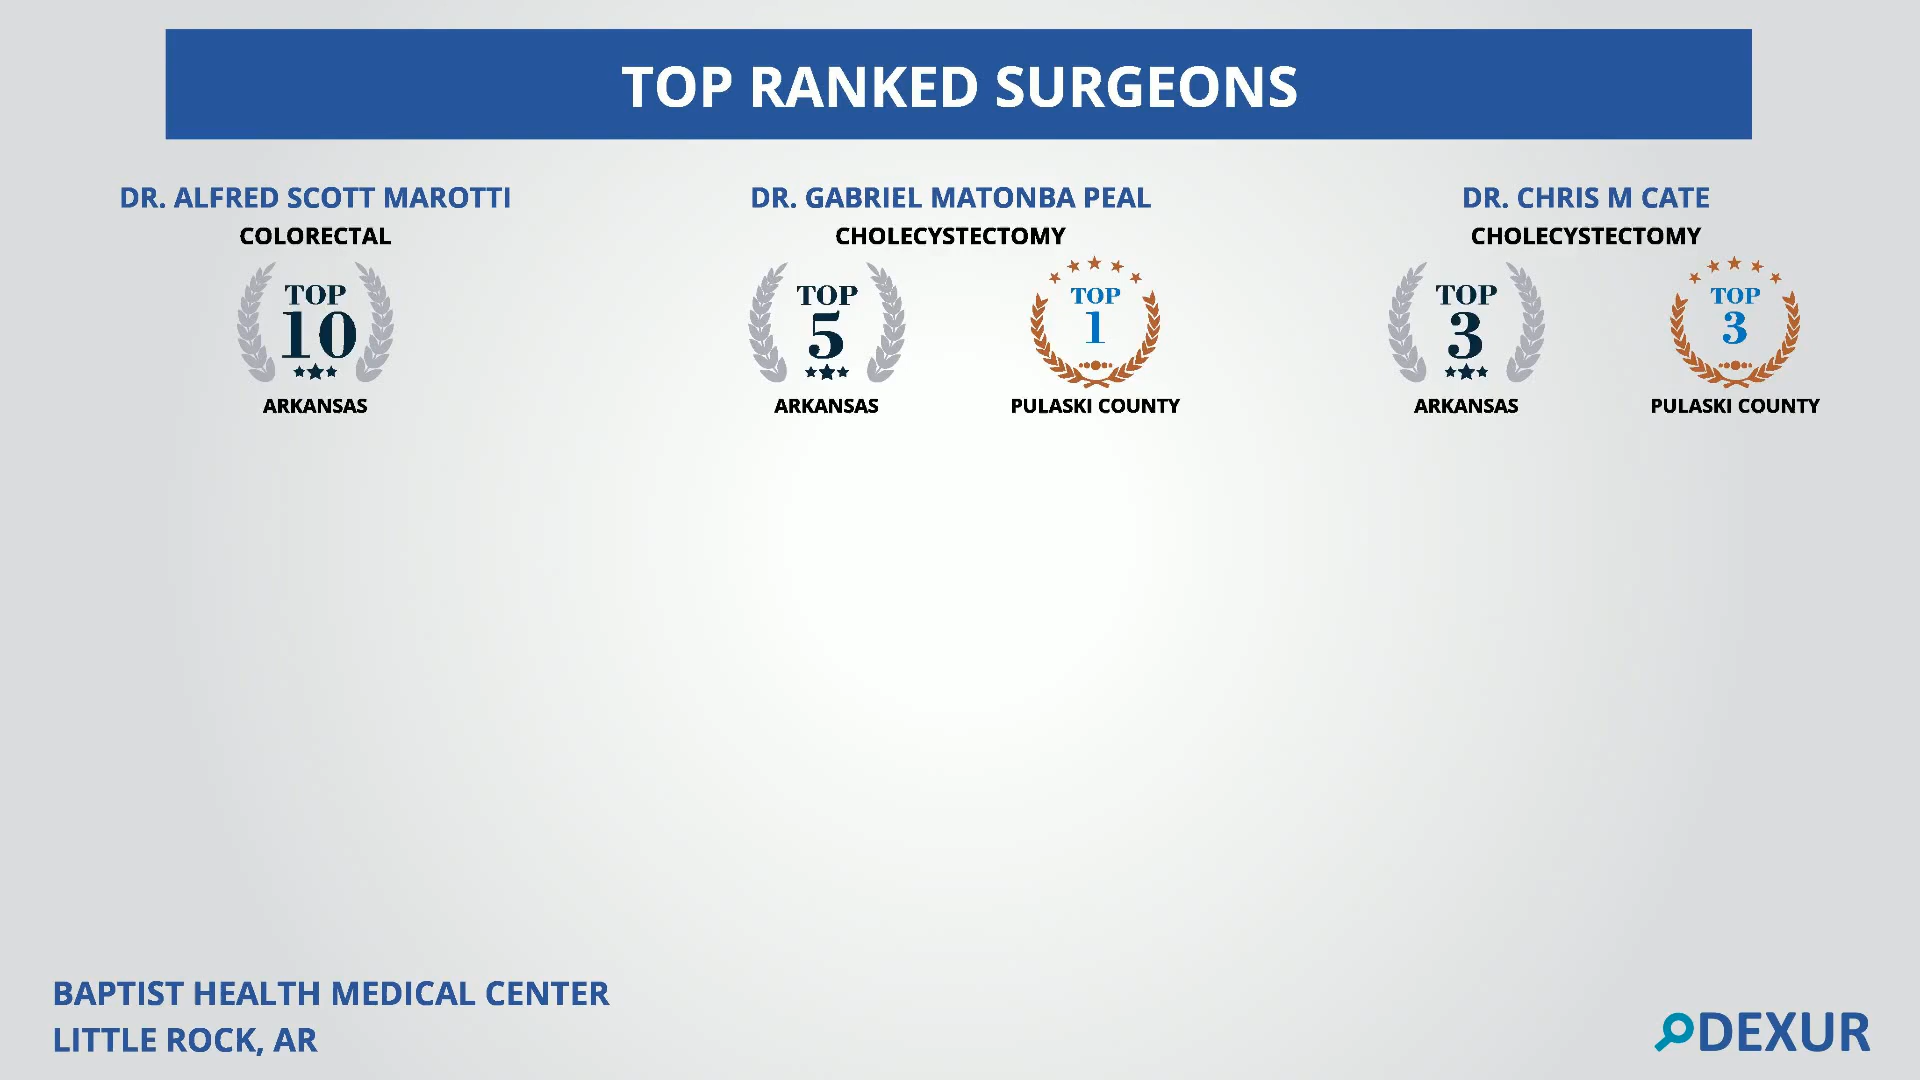 TOP RANKED SURGEONS
DR. ALFRED SCOTT MAROTTI
COLORECTAL
TOP
10
ARKANSAS
DR. GABRIEL MATONBA PEAL
CHOLECYSTECTOMY
TOP
5
ARKANSAS
TOP
1
PULASKI COUNTY
DR. CHRIS M CATE
CHOLECYSTECTOMY
TOP
3
ARKANSAS
TOP
3
PULASKI COUNTY
BAPTIST HEALTH MEDICAL CENTER
LITTLE ROCK, AR
DEXUR